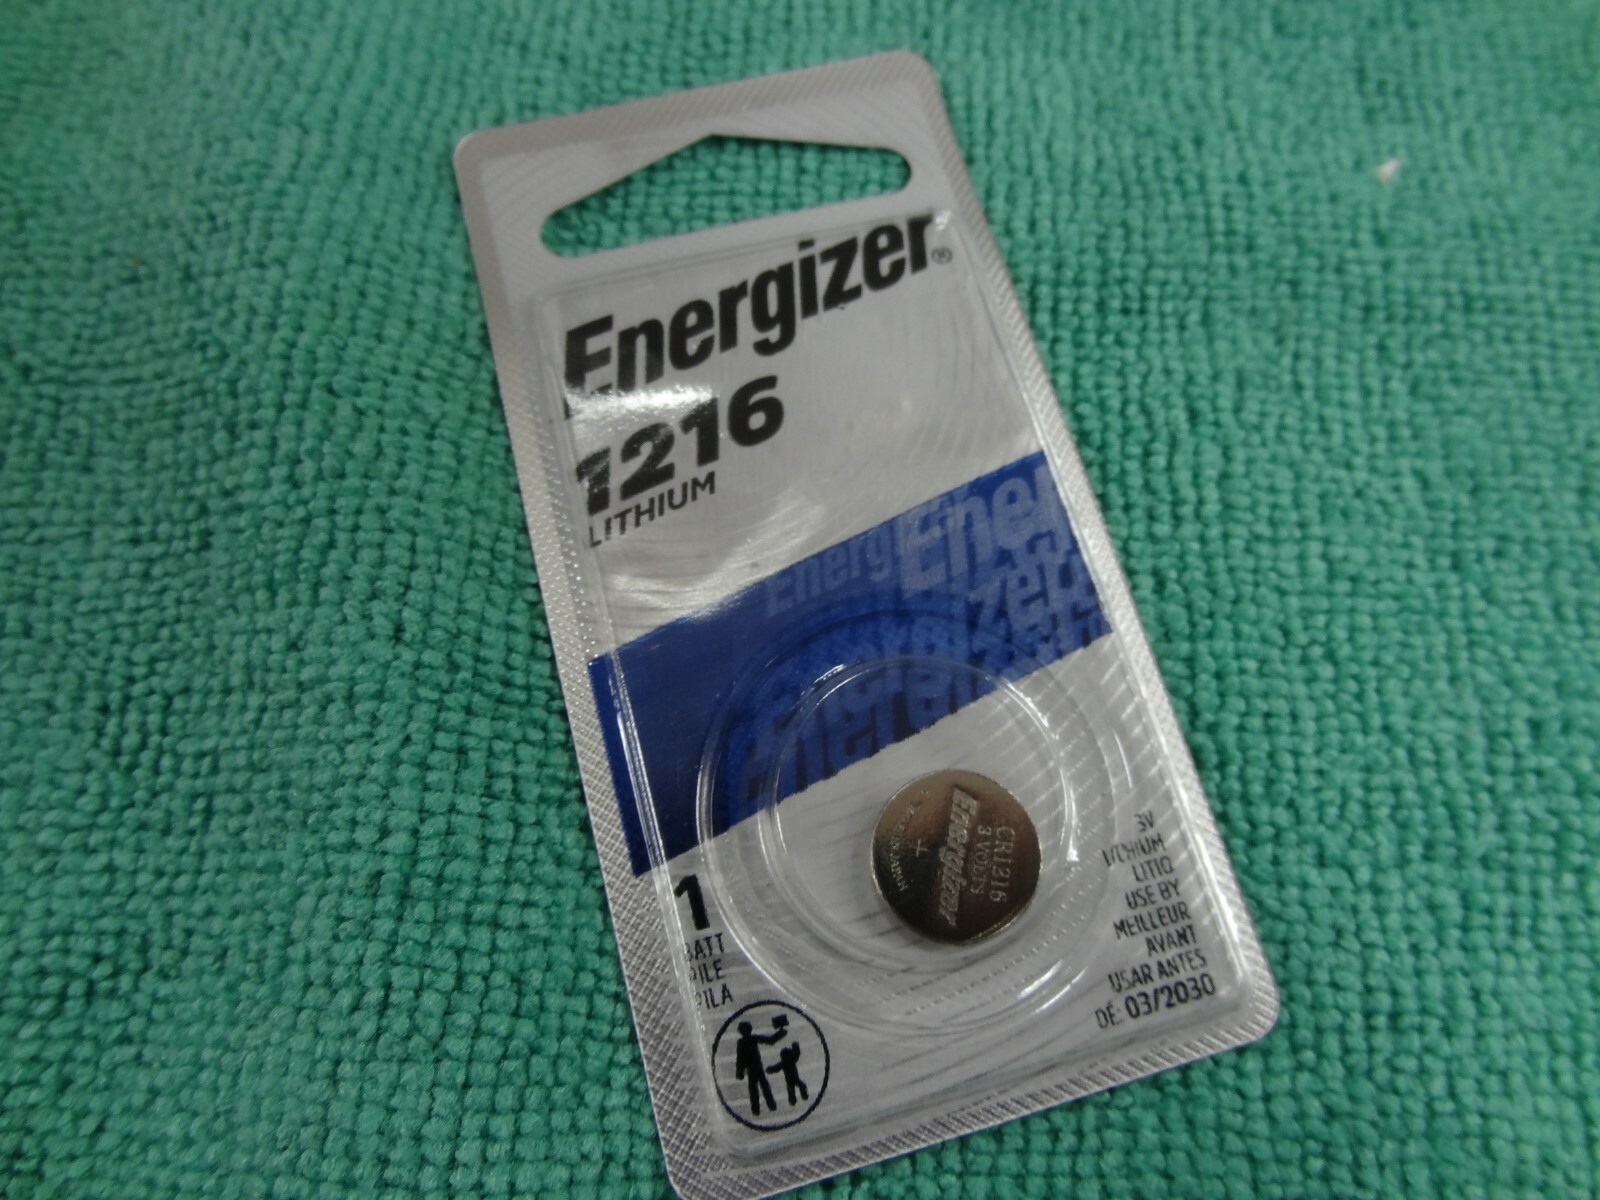 Energizer®
1216
LITHIUM
Energizer
CR1216
3 VOLTS
+
1
BATT
PILE
PILA
3V
LITHIUM
LITIO
USE BY
MEILLEUR
AVANT
USAR ANTES
DE: 03/2030